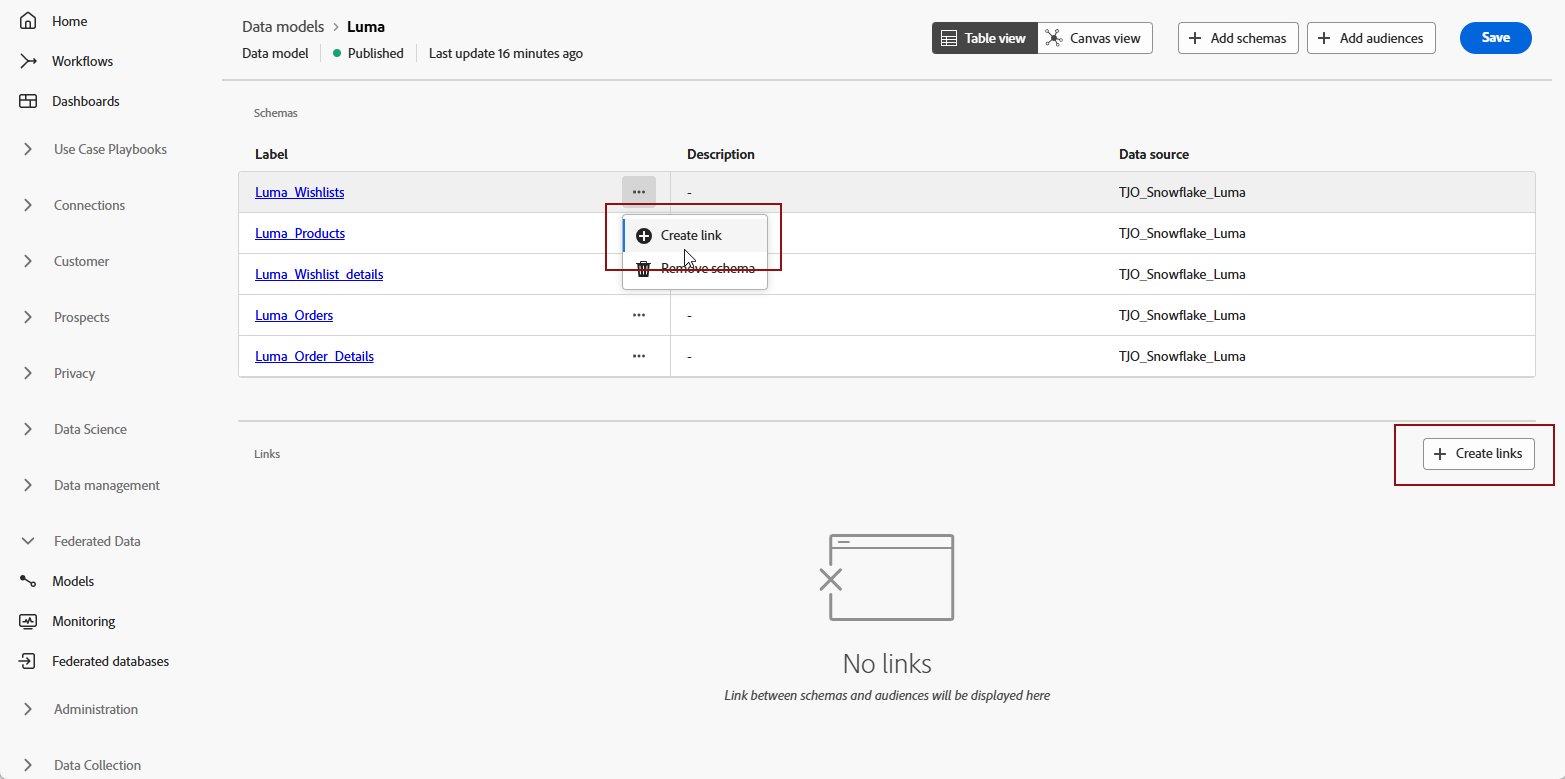 Home
Workflows
Dashboards
Use Case Playbooks
Connections
Customer
Prospects
Privacy
Data Science
Data management
Federated Data
Models
Monitoring
Federated databases
Administration
Data Collection
Data models > Luma
Data model Published Last update 16 minutes ago
Table view Canvas view + Add schemas + Add audiences Save
Schemas
Label Description Data source
Luma_Wishlists ... - TJO_Snowflake_Luma
Luma_Products TJO_Snowflake_Luma
Luma_Wishlist_details TJO_Snowflake_Luma
Luma_Orders ... - TJO_Snowflake_Luma
Luma_Order_Details ... - TJO_Snowflake_Luma
Create link
Remove schema
Links
+ Create links
No links
Link between schemas and audiences will be displayed here